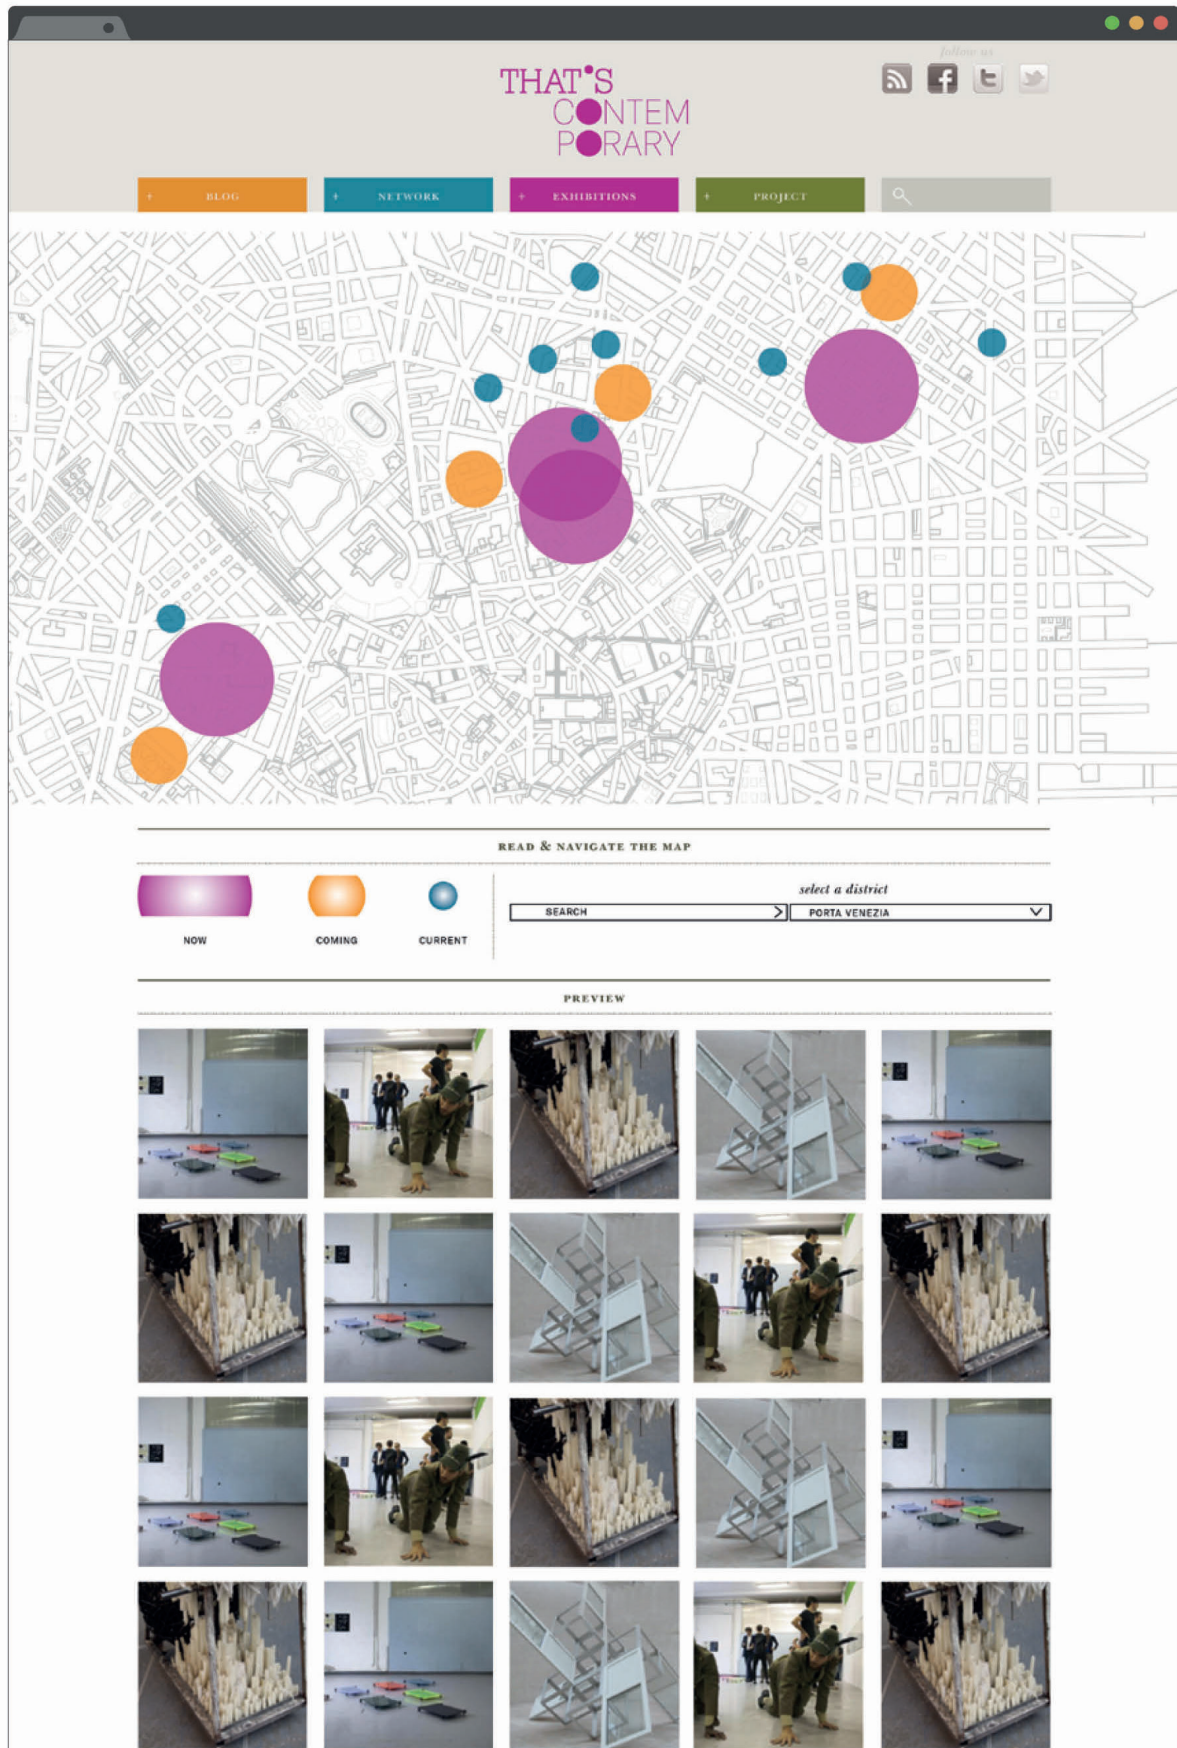 follow us
THAT'S
CONTEM
PORARY
+ BLOG
+ NETWORK
+ EXHIBITIONS
+ PROJECT
READ & NAVIGATE THE MAP
NOW
COMING
CURRENT
select a district
SEARCH
PORTA VENEZIA
PREVIEW